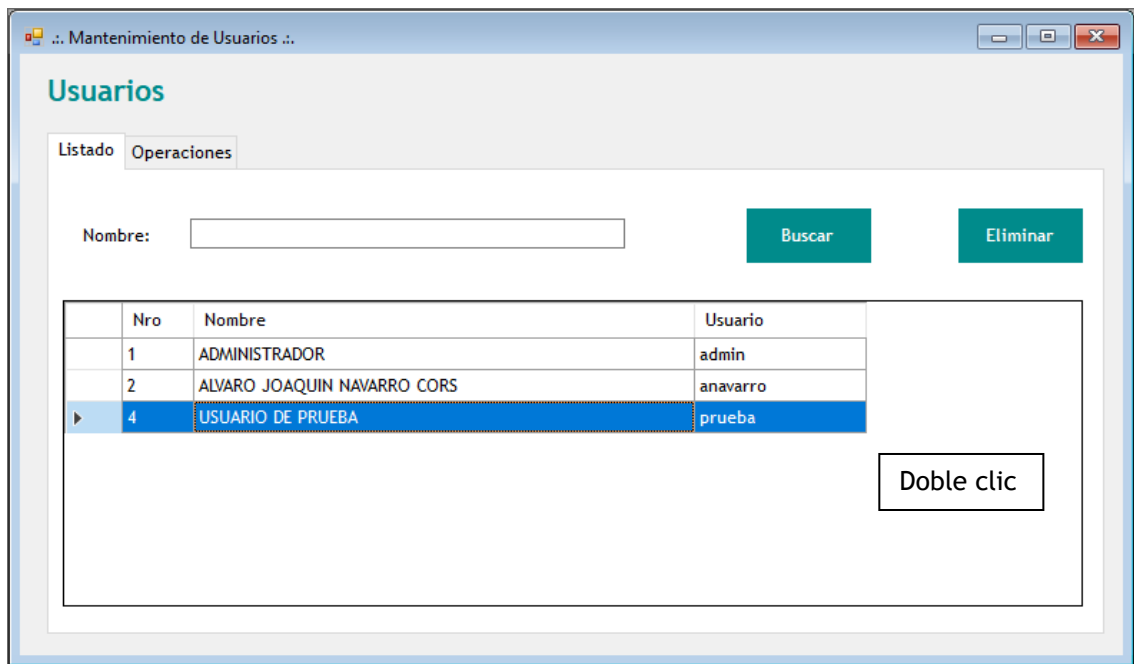 .:. Mantenimiento de Usuarios .:.
Usuarios
Listado Operaciones
Nombre: Buscar Eliminar
Nro Nombre Usuario
1 ADMINISTRADOR admin
2 ALVARO JOAQUIN NAVARRO CORS anavarro
4 USUARIO DE PRUEBA prueba
Doble clic